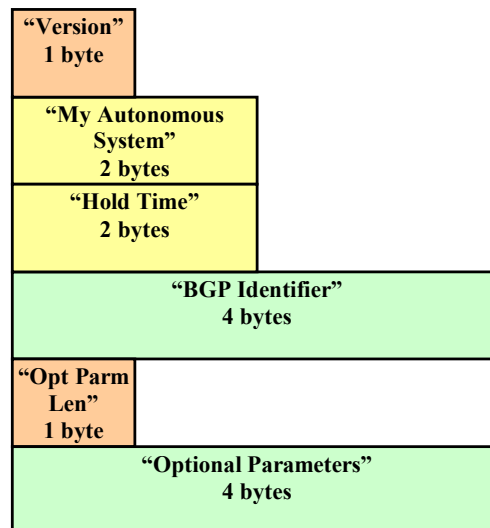 “Version”
1 byte
“My Autonomous
System”
2 bytes
“Hold Time”
2 bytes
“BGP Identifier”
4 bytes
“Opt Parm
Len”
1 byte
“Optional Parameters”
4 bytes